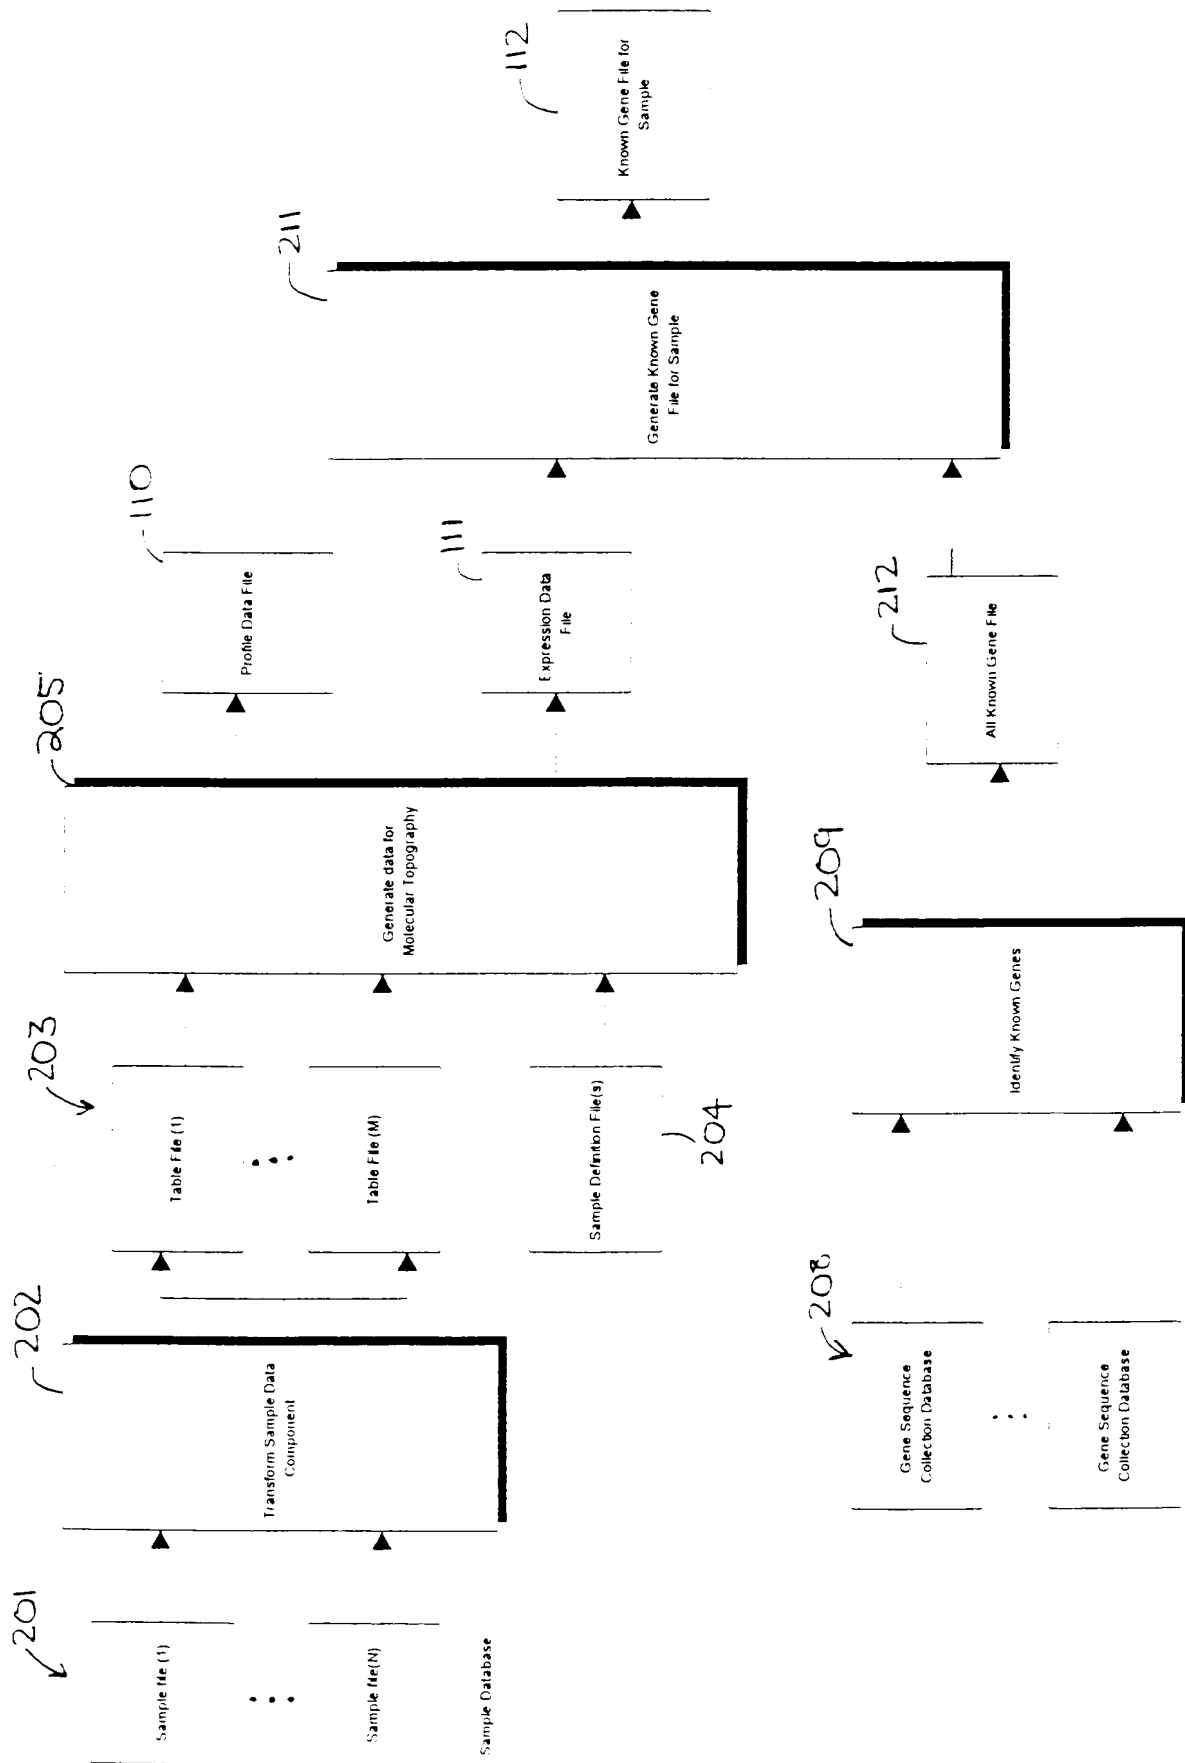 201
Sample file (1)
• • •
Sample file(N)
Sample Database
202
Transform Sample Data
Component
203
Table File (1)
• • •
Table File (M)
Sample Definition File(s)
204
205
Generate data for
Molecular Topography
110
Profile Data File
111
Expression Data
File
211
Generate Known Gene
File for Sample
112
Known Gene File for
Sample
208
Gene Sequence
Collection Database
• • •
Gene Sequence
Collection Database
209
Identify Known Genes
212
All Known Gene File